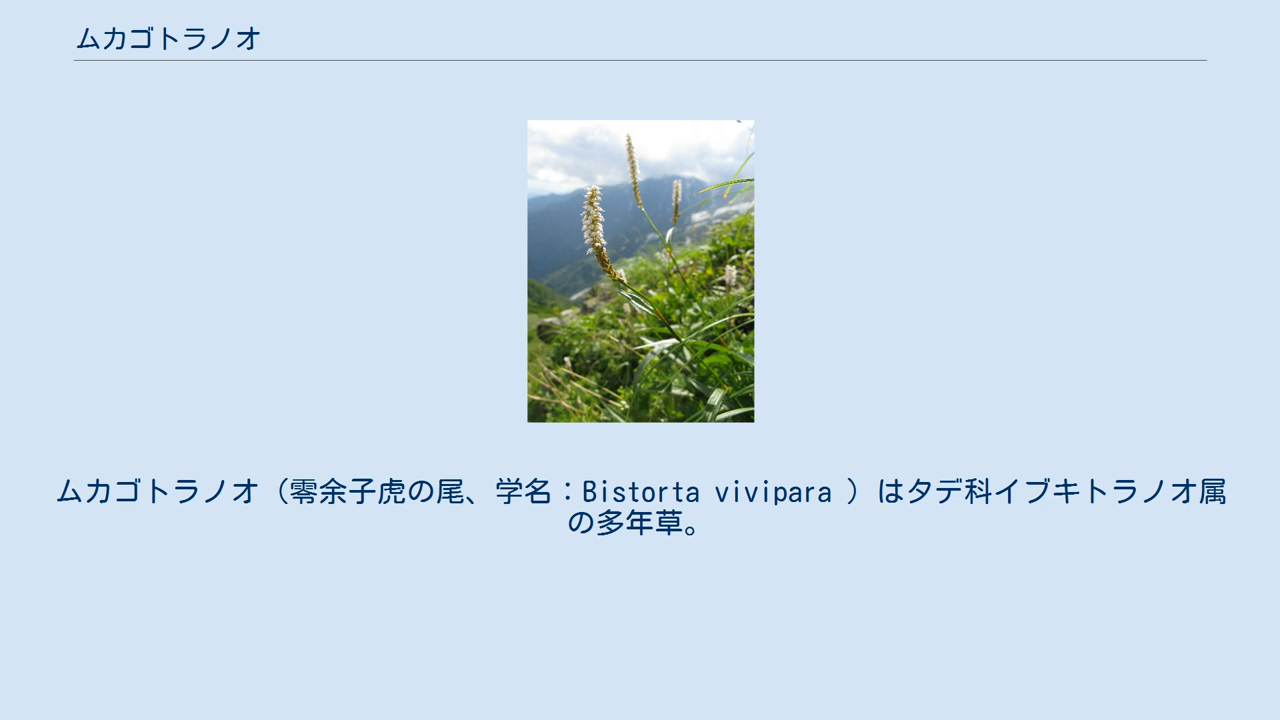 ムカゴトラノオ
ムカゴトラノオ（零余子虎の尾、学名：Bistorta vivipara ）はタデ科イブキトラノオ属
の多年草。